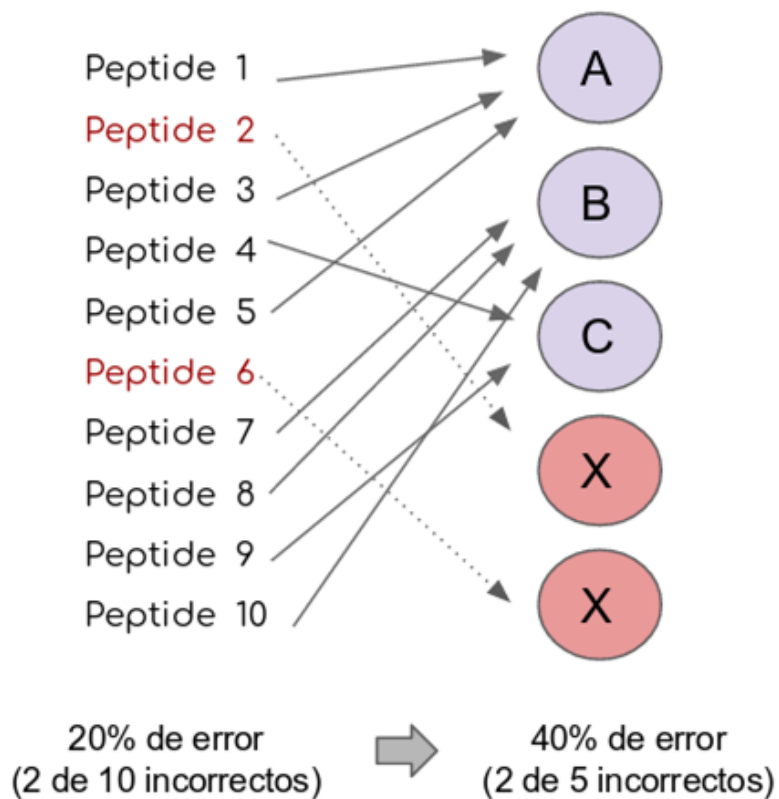 Peptide 1
A
Peptide 2
Peptide 3
B
Peptide 4
Peptide 5
C
Peptide 6
Peptide 7
X
Peptide 8
Peptide 9
X
Peptide 10
20% de error
(2 de 10 incorrectos)
40% de error
(2 de 5 incorrectos)